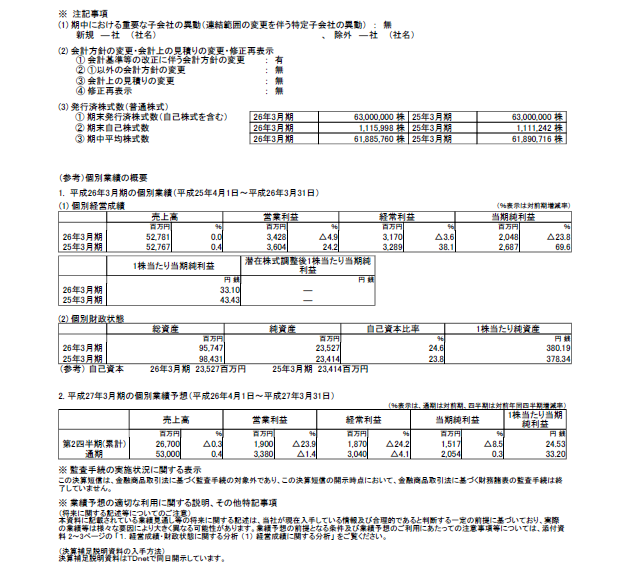 ※ 注記事項
(1) 期中における重要な子会社の異動(連結範囲の変更を伴う特定子会社の異動) : 無
新規 ―社 (社名) 、 除外 ―社 (社名)
(2) 会計方針の変更・会計上の見積りの変更・修正再表示
① 会計基準等の改正に伴う会計方針の変更 : 有
② ①以外の会計方針の変更 : 無
③ 会計上の見積りの変更 : 無
④ 修正再表示 : 無
(3) 発行済株式数(普通株式)
① 期末発行済株式数(自己株式を含む) 26年3月期 63,000,000 株 25年3月期 63,000,000 株
② 期末自己株式数 26年3月期 1,115,998 株 25年3月期 1,111,242 株
③ 期中平均株式数 26年3月期 61,885,760 株 25年3月期 61,890,716 株
(参考)個別業績の概要
1. 平成26年3月期の個別業績(平成25年4月1日~平成26年3月31日)
(1) 個別経営成績 (%表示は対前期増減率)
売上高 営業利益 経常利益 当期純利益
百万円 % 百万円 % 百万円 % 百万円 %
26年3月期 52,781 0.0 3,428 △4.9 3,170 △3.6 2,048 △23.8
25年3月期 52,767 0.4 3,604 24.2 3,289 38.1 2,687 69.6
1株当たり当期純利益 潜在株式調整後1株当たり当期純利益
円 銭 円 銭
26年3月期 33.10 ―
25年3月期 43.43 ―
(2) 個別財政状態
総資産 純資産 自己資本比率 1株当たり純資産
百万円 百万円 % 円 銭
26年3月期 95,747 23,527 24.6 380.19
25年3月期 98,431 23,414 23.8 378.34
(参考) 自己資本 26年3月期 23,527百万円 25年3月期 23,414百万円
2. 平成27年3月期の個別業績予想(平成26年4月1日~平成27年3月31日)
(%表示は、通期は対前期、四半期は対前年同四半期増減率)
売上高 営業利益 経常利益 当期純利益 1株当たり当期純利益
百万円 % 百万円 % 百万円 % 百万円 % 円 銭
第2四半期(累計) 26,700 △0.3 1,900 △23.9 1,870 △24.2 1,517 △8.5 24.53
通期 53,000 0.4 3,380 △1.4 3,040 △4.1 2,054 0.3 33.20
※ 監査手続の実施状況に関する表示
この決算短信は、金融商品取引法に基づく監査手続の対象外であり、この決算短信の開示時点において、金融商品取引法に基づく財務諸表の監査手続は終
了していません。
※ 業績予想の適切な利用に関する説明、その他特記事項
(将来に関する記述等についてのご注意)
本資料に記載されている業績見通し等の将来に関する記述は、当社が現在入手している情報及び合理的であると判断する一定の前提に基づいており、実際
の業績等は様々な要因により大きく異なる可能性があります。業績予想の前提となる条件及び業績予想のご利用にあたっての注意事項等については、添付資
料 2~3ページの「1.経営成績・財政状態に関する分析 (1) 経営成績に関する分析」をご覧ください。
(決算補足説明資料の入手方法)
決算補足説明資料はTDnetで同日開示しています。